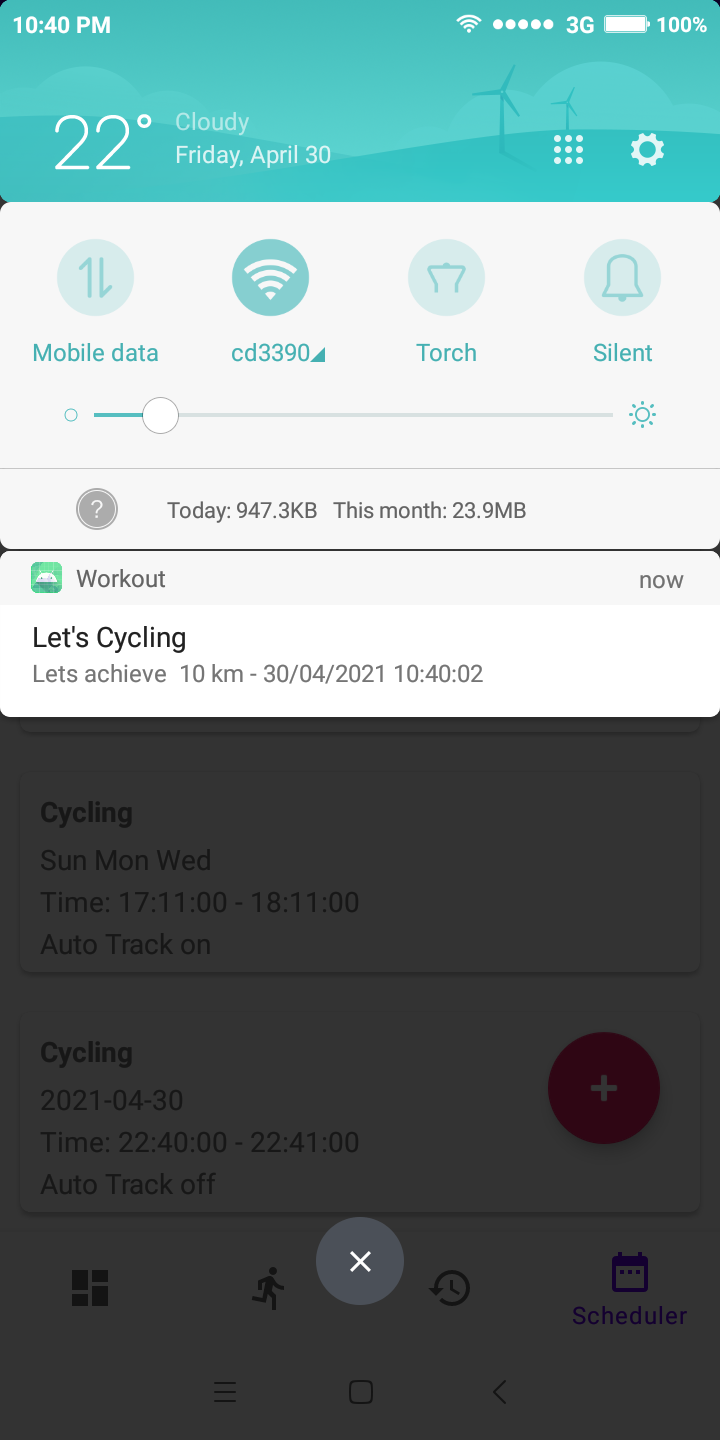 10:40 PM 3G 100%
22° Cloudy
Friday, April 30
Mobile data cd3390 Torch Silent
? Today: 947.3KB This month: 23.9MB
Workout now
Let's Cycling
Lets achieve 10 km - 30/04/2021 10:40:02
Cycling
Sun Mon Wed
Time: 17:11:00 - 18:11:00
Auto Track on
Cycling
2021-04-30
Time: 22:40:00 - 22:41:00
Auto Track off
Scheduler